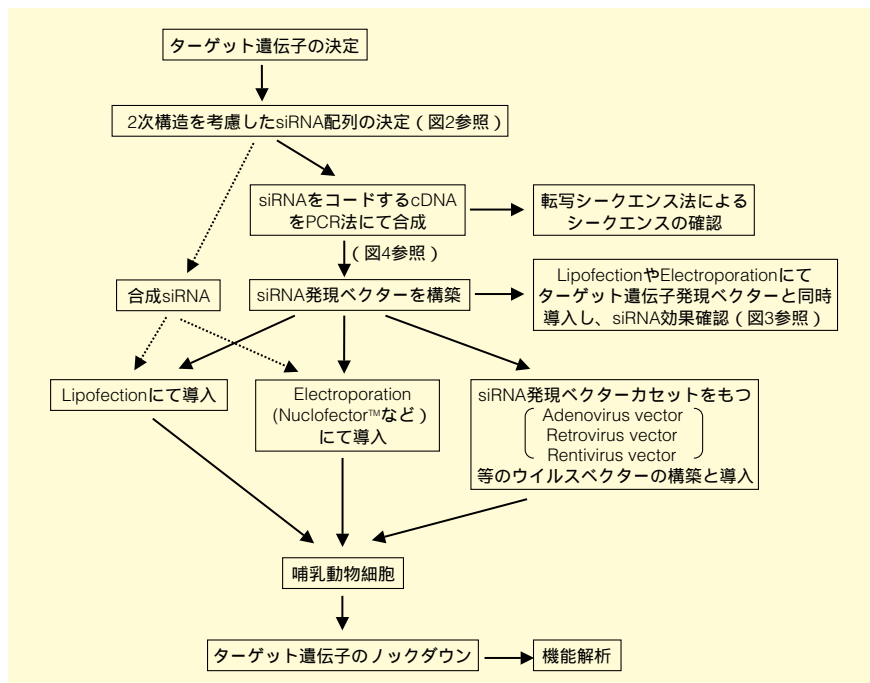 ターゲット遺伝子の決定
2次構造を考慮したsiRNA配列の決定(図2参照)
siRNAをコードするcDNA
をPCR法にて合成
転写シークエンス法による
シークエンスの確認
(図4参照)
合成siRNA
siRNA発現ベクターを構築
LipofectionやElectroporationにて
ターゲット遺伝子発現ベクターと同時
導入し、siRNA効果確認(図3参照)
Lipofectionにて導入
Electroporation
(Nuclofector™など)
にて導入
siRNA発現ベクターカセットをもつ
Adenovirus vector
Retrovirus vector
Rentivirus vector
等のウイルスベクターの構築と導入
哺乳動物細胞
ターゲット遺伝子のノックダウン
機能解析